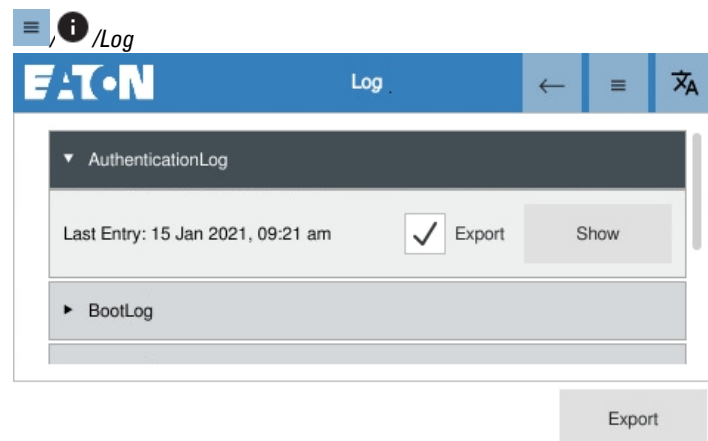 / i /Log
EATON Log
AuthenticationLog
Last Entry: 15 Jan 2021, 09:21 am Export Show
BootLog
Export